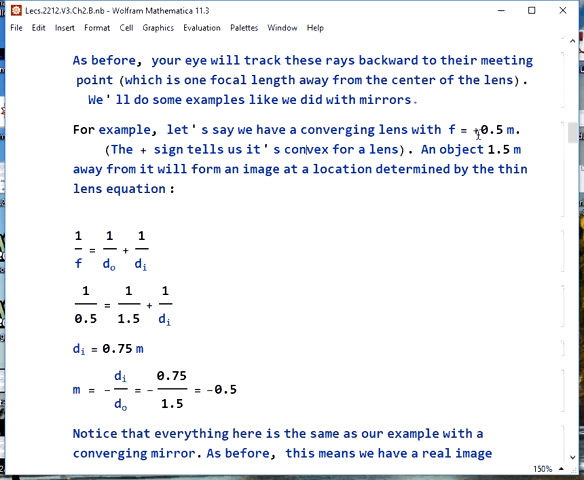 Lecs.2212.V3.Ch2.B.nb - Wolfram Mathematica 11.3
File Edit Insert Format Cell Graphics Evaluation Palettes Window Help
As before, your eye will track these rays backward to their meeting
point (which is one focal length away from the center of the lens).
We'll do some examples like we did with mirrors.
For example, let's say we have a converging lens with f = +0.5 m.
(The + sign tells us it's convex for a lens). An object 1.5 m
away from it will form an image at a location determined by the thin
lens equation :
1/f = 1/dₒ + 1/dᵢ
1/0.5 = 1/1.5 + 1/dᵢ
dᵢ = 0.75 m
m = - dᵢ/dₒ = - 0.75/1.5 = -0.5
Notice that everything here is the same as our example with a
converging mirror. As before, this means we have a real image
150%